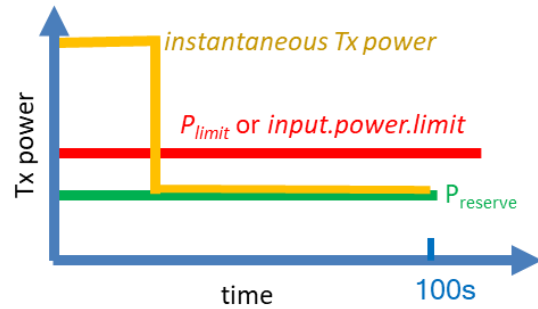 instantaneous Tx power
Plimit or input.power.limit
Tx power
Preserve
time
100s